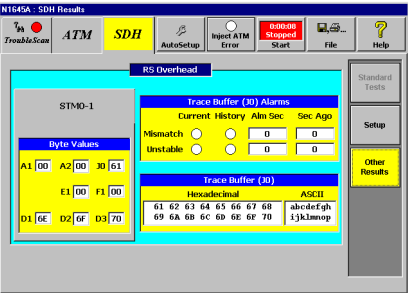 N1645A : SDH Results
TroubleScan
ATM
SDH
AutoSetup
Inject ATM
Error
0:00:08
Stopped
Start
File
Help
RS Overhead
STM0-1
Byte Values
A1 00 A2 00 J0 61
E1 00 F1 00
D1 6E D2 6F D3 70
Trace Buffer (J0) Alarms
Current History Alm Sec Sec Ago
Mismatch 0 0
Unstable 0 0
Trace Buffer (J0)
Hexadecimal ASCII
61 62 63 64 65 66 67 68 abcdefgh
69 6A 6B 6C 6D 6E 6F 70 ijklmnop
Standard
Tests
Setup
Other
Results